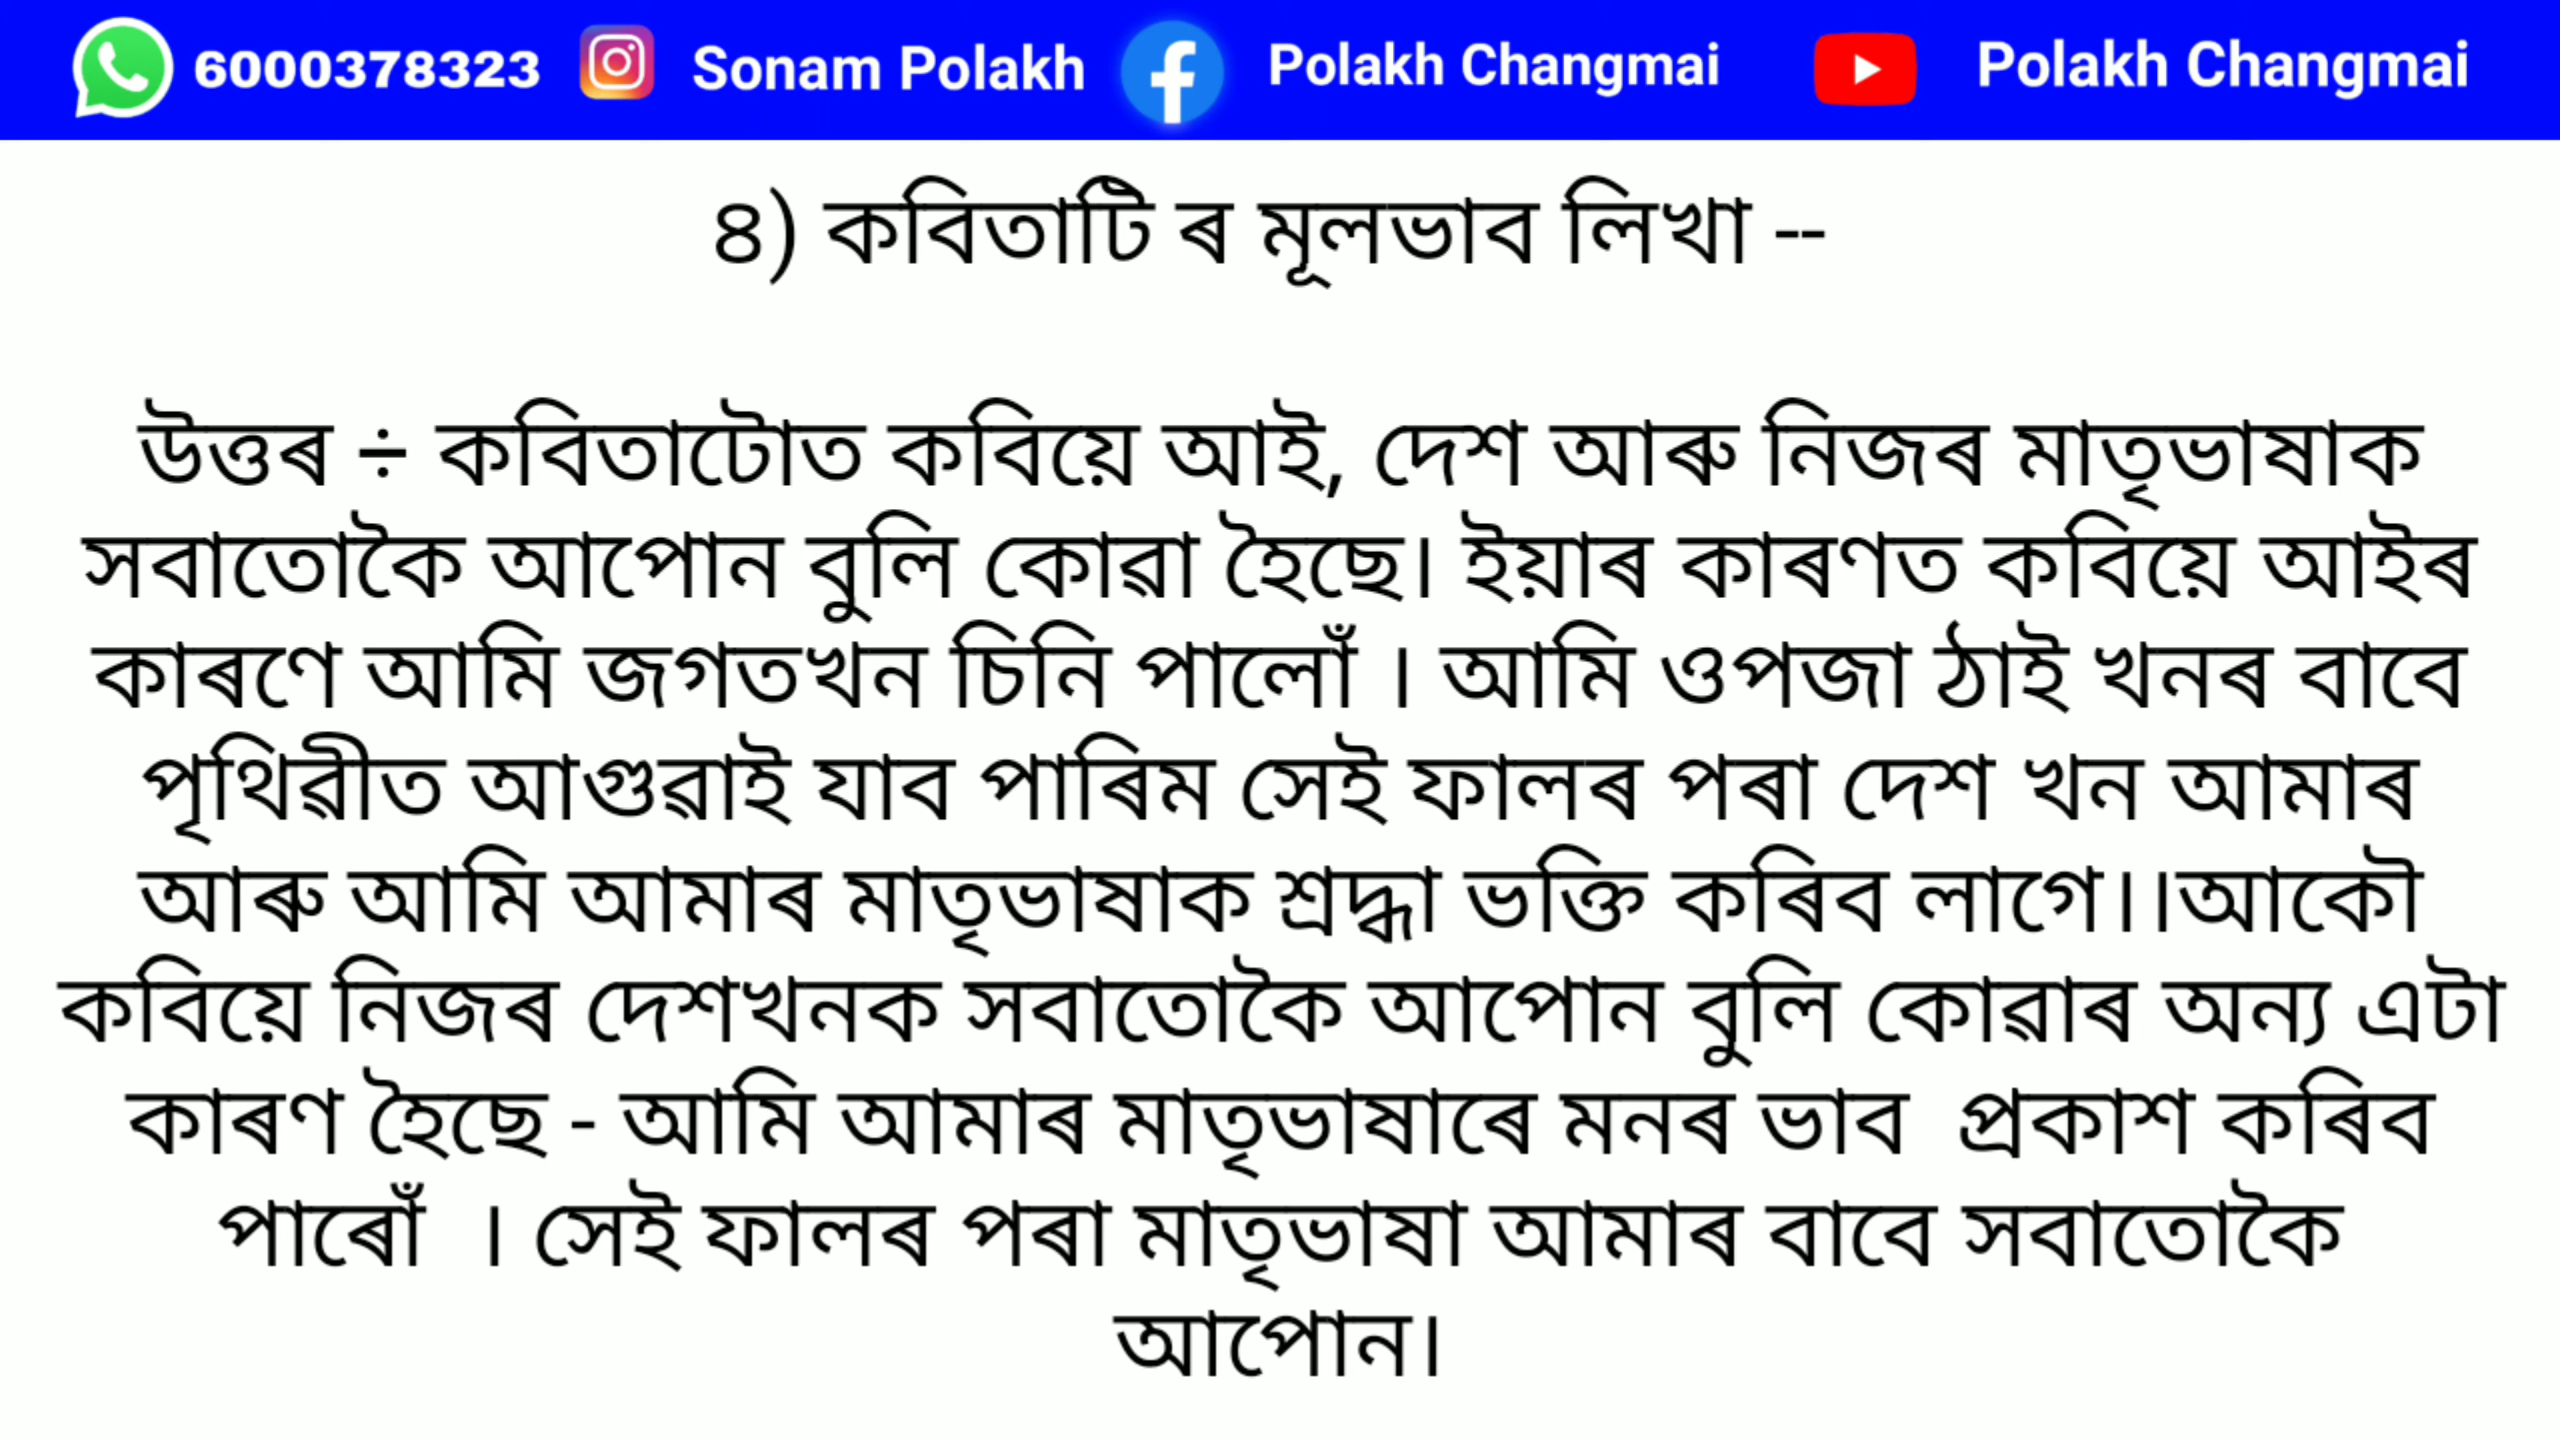 6000378323 Sonam Polakh Polakh Changmai Polakh Changmai
৪) কবিতাটি ৰ মূলভাব লিখা --
উত্তৰ ÷ কবিতাটোত কবিয়ে আই, দেশ আৰু নিজৰ মাতৃভাষাক
সবাতোকৈ আপোন বুলি কোৱা হৈছে। ইয়াৰ কাৰণত কবিয়ে আইৰ
কাৰণে আমি জগতখন চিনি পালোঁ । আমি ওপজা ঠাই খনৰ বাবে
পৃথিৱীত আগুৱাই যাব পাৰিম সেই ফালৰ পৰা দেশ খন আমাৰ
আৰু আমি আমাৰ মাতৃভাষাক শ্ৰদ্ধা ভক্তি কৰিব লাগে।।আকৌ
কবিয়ে নিজৰ দেশখনক সবাতোকৈ আপোন বুলি কোৱাৰ অন্য এটা
কাৰণ হৈছে - আমি আমাৰ মাতৃভাষাৰে মনৰ ভাব প্ৰকাশ কৰিব
পাৰোঁ । সেই ফালৰ পৰা মাতৃভাষা আমাৰ বাবে সবাতোকৈ
আপোন।